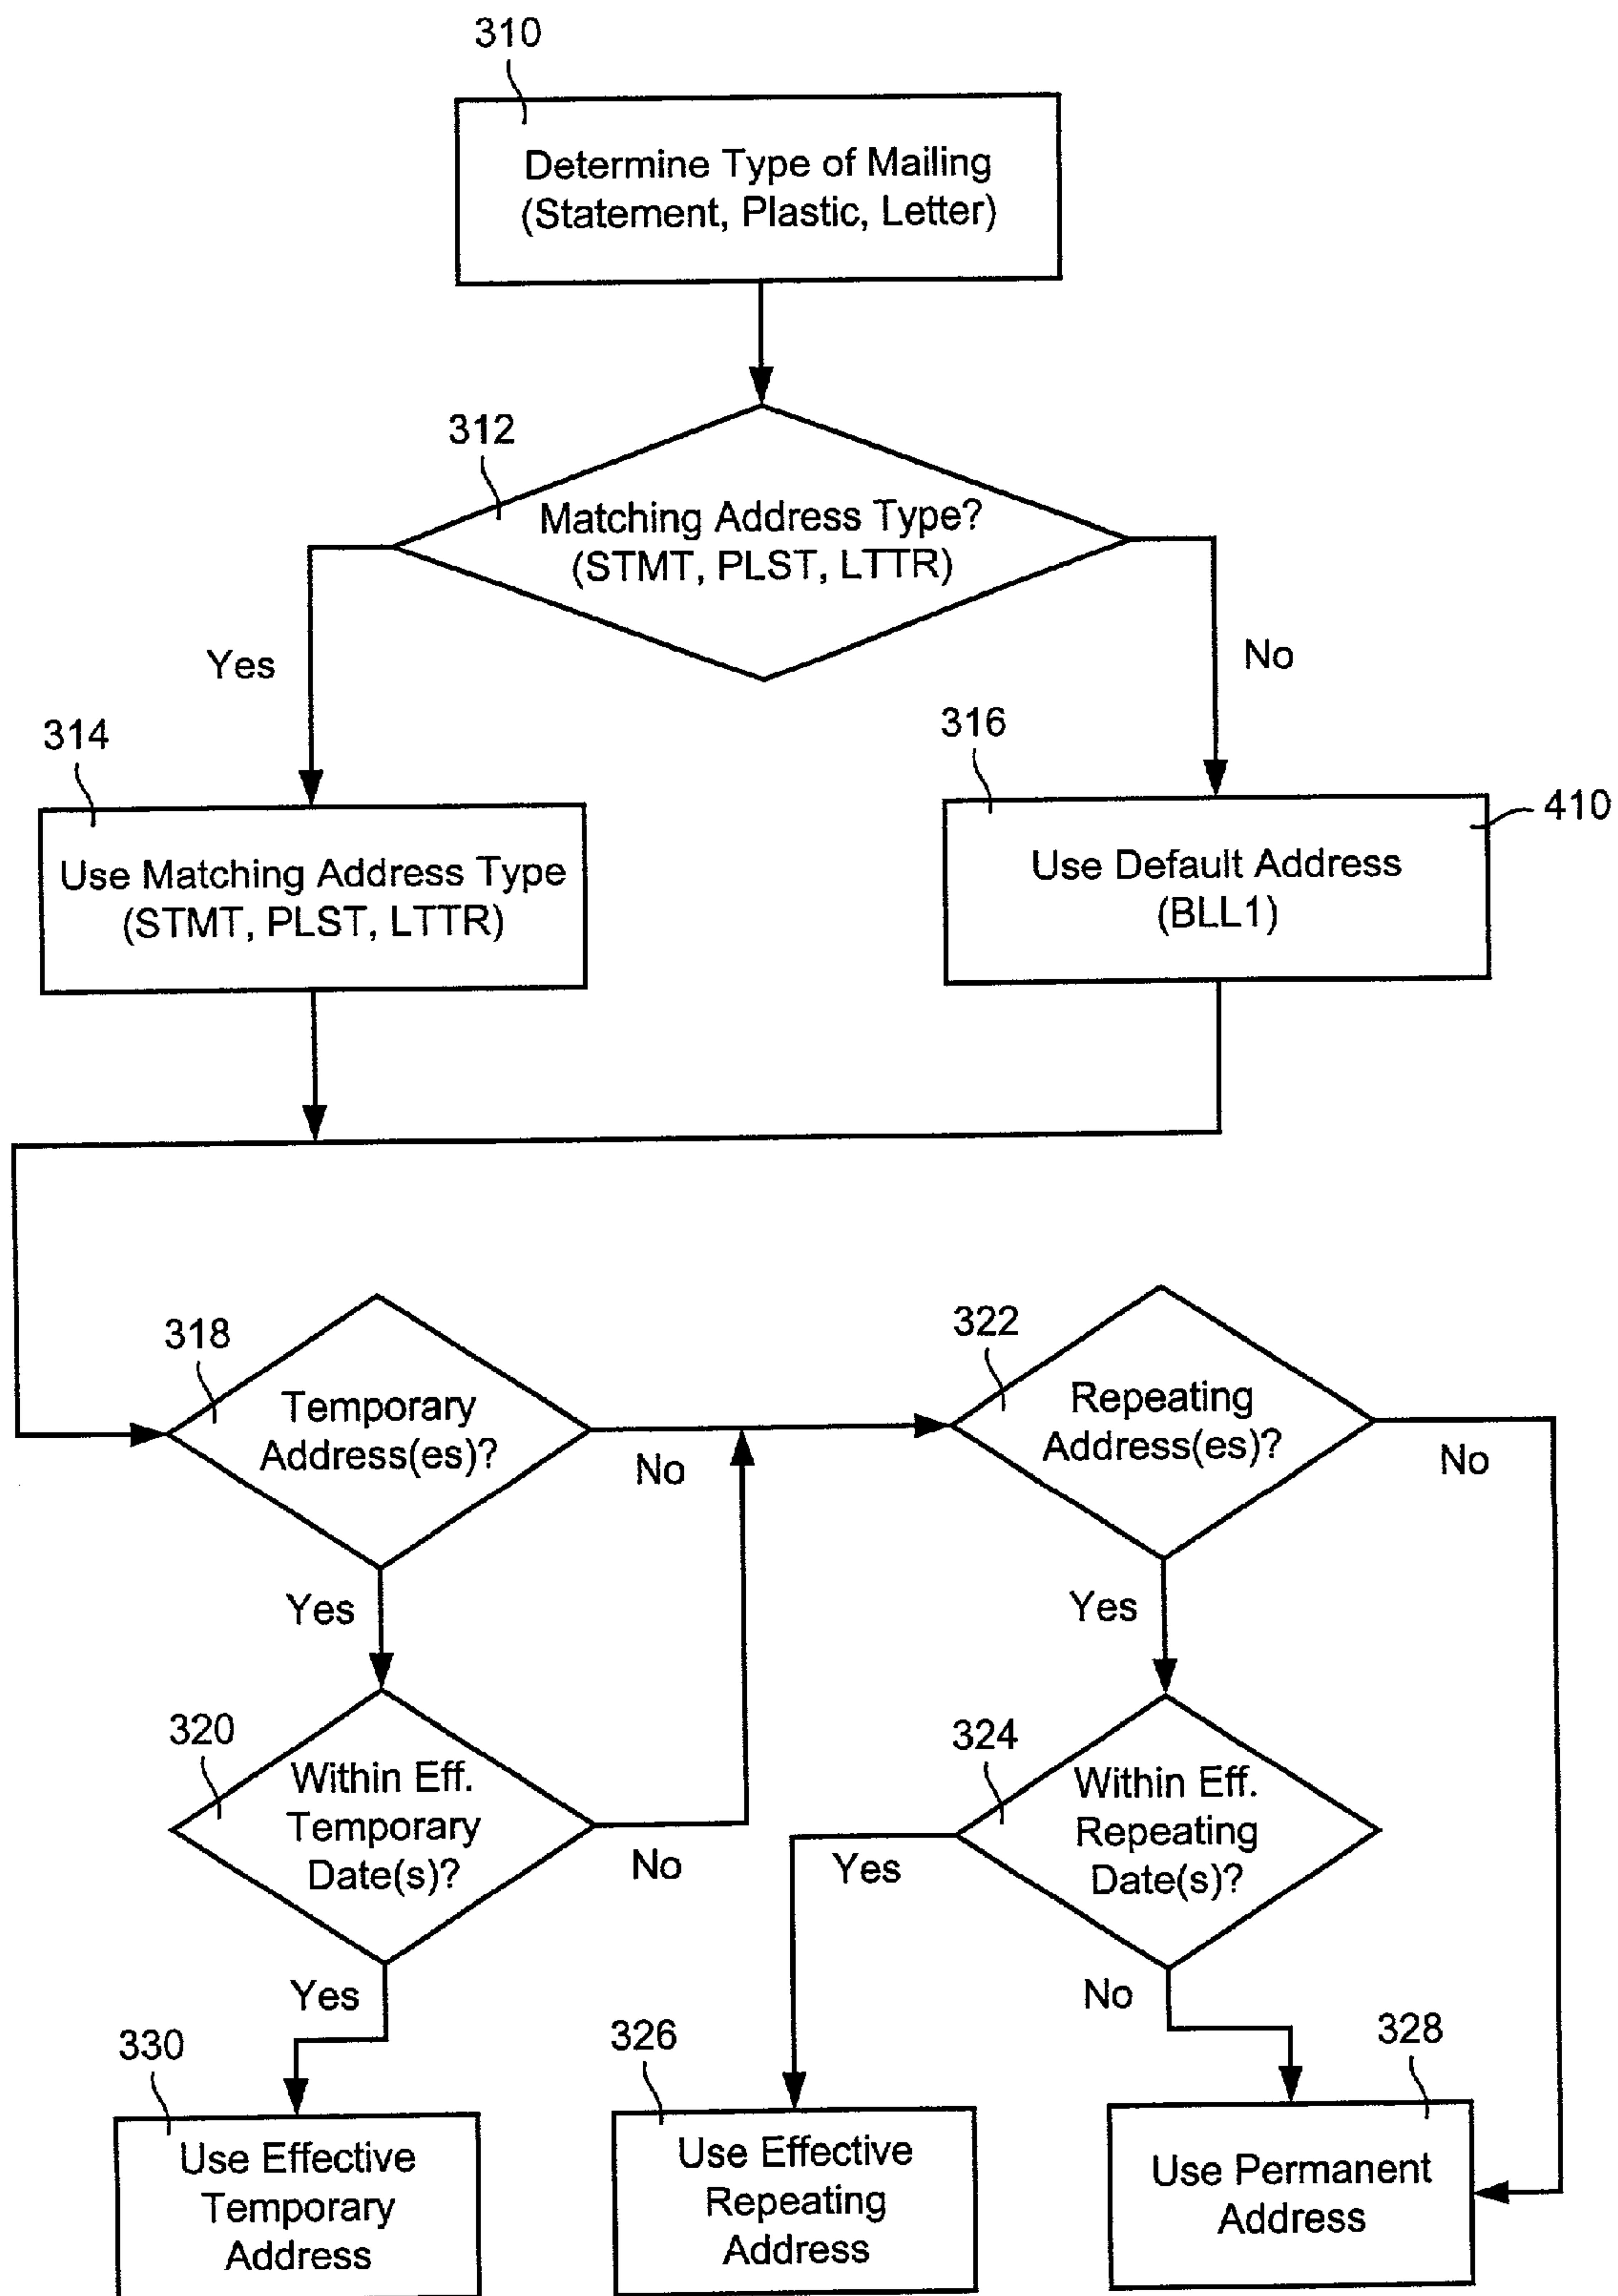 310
Determine Type of Mailing
(Statement, Plastic, Letter)
312
Matching Address Type?
(STMT, PLST, LTTR)
Yes
No
314
316
410
Use Matching Address Type
(STMT, PLST, LTTR)
Use Default Address
(BLL1)
318
322
Temporary
Address(es)?
No
Repeating
Address(es)?
No
Yes
Yes
320
324
Within Eff.
Temporary
Date(s)?
No
Within Eff.
Repeating
Date(s)?
Yes
Yes
No
330
326
328
Use Effective
Temporary
Address
Use Effective
Repeating
Address
Use Permanent
Address